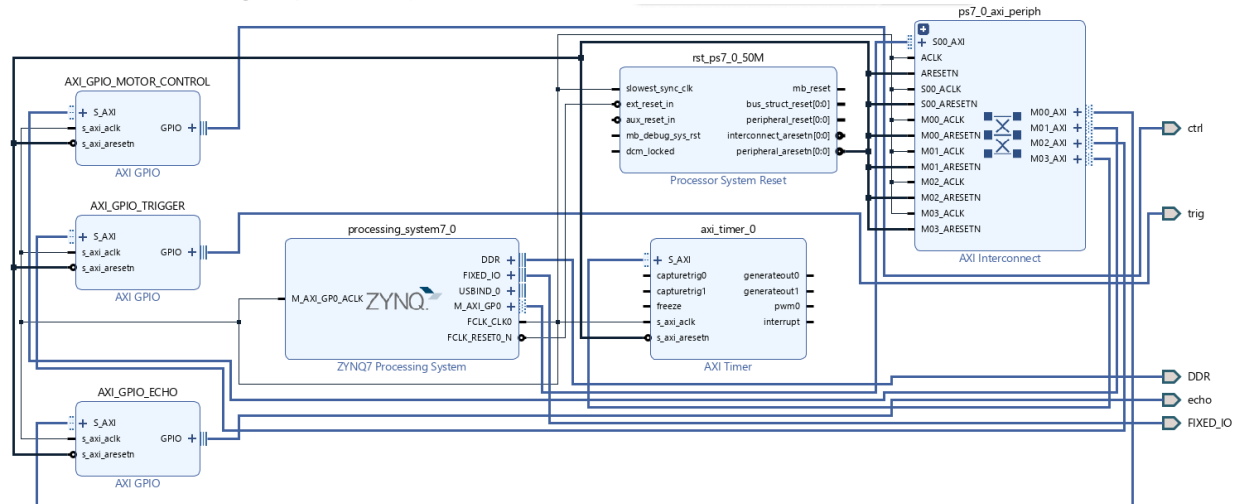 ps7_0_axi_periph
S00_AXI
ACLK
ARESETN
S00_ACLK
S00_ARESETN
M00_ACLK
M00_ARESETN
M01_ACLK
M01_ARESETN
M02_ACLK
M02_ARESETN
M03_ACLK
M03_ARESETN
M00_AXI
M01_AXI
M02_AXI
M03_AXI
AXI Interconnect
rst_ps7_0_50M
slowest_sync_clk
ext_reset_in
aux_reset_in
mb_debug_sys_rst
dcm_locked
mb_reset
bus_struct_reset[0:0]
peripheral_reset[0:0]
interconnect_aresetn[0:0]
peripheral_aresetn[0:0]
Processor System Reset
AXI_GPIO_MOTOR_CONTROL
S_AXI
s_axi_aclk
s_axi_aresetn
GPIO
AXI GPIO
AXI_GPIO_TRIGGER
S_AXI
s_axi_aclk
s_axi_aresetn
GPIO
AXI GPIO
processing_system7_0
M_AXI_GP0_ACLK
ZYNQ
DDR
FIXED_IO
USBIND_0
M_AXI_GP0
FCLK_CLK0
FCLK_RESET0_N
ZYNQ7 Processing System
axi_timer_0
S_AXI
capturetrig0
capturetrig1
freeze
s_axi_aclk
s_axi_aresetn
generateout0
generateout1
pwm0
interrupt
AXI Timer
AXI_GPIO_ECHO
S_AXI
s_axi_aclk
s_axi_aresetn
GPIO
AXI GPIO
ctrl
trig
DDR
echo
FIXED_IO